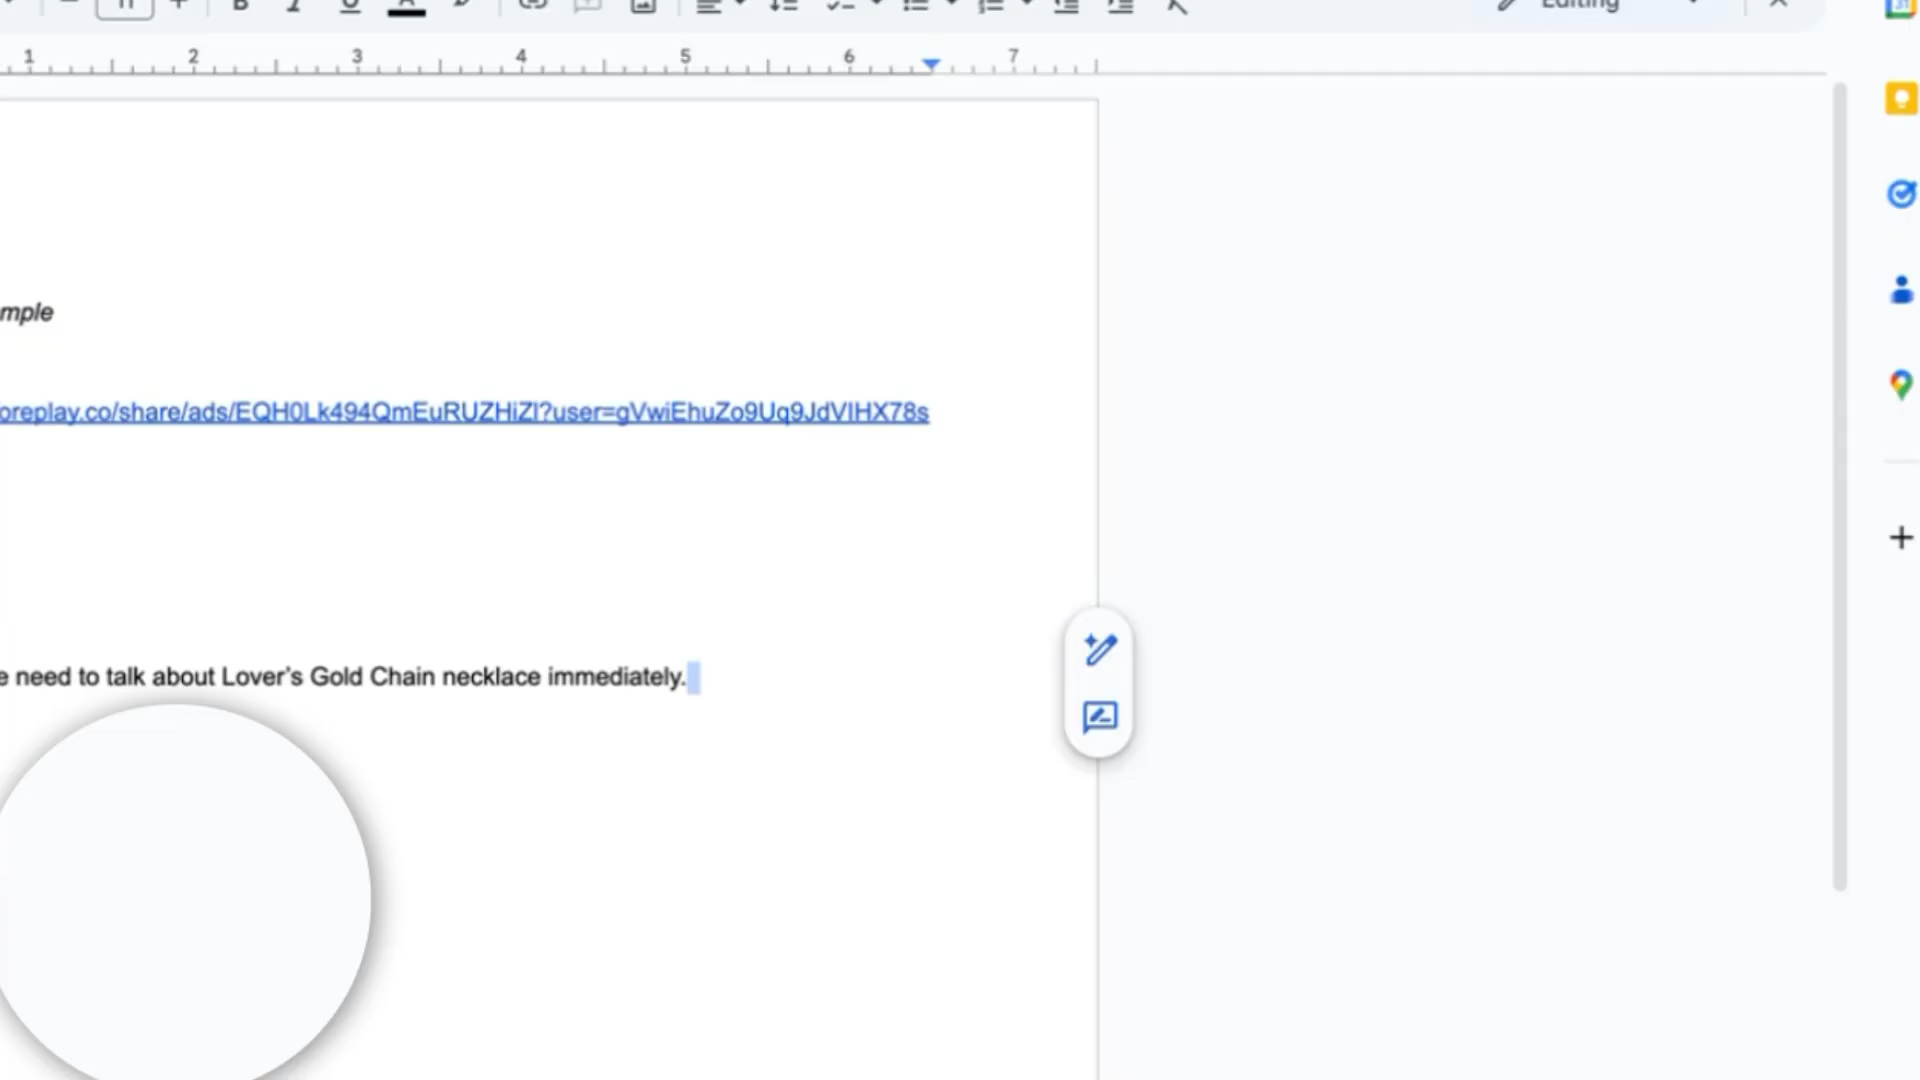 11 Editing
1 2 3 4 5 6 7
mple
oreplay.co/share/ads/EQH0Lk494QmEuRUZHiZI?user=gVwiEhuZo9Uq9JdVIHX78s
e need to talk about Lover’s Gold Chain necklace immediately.